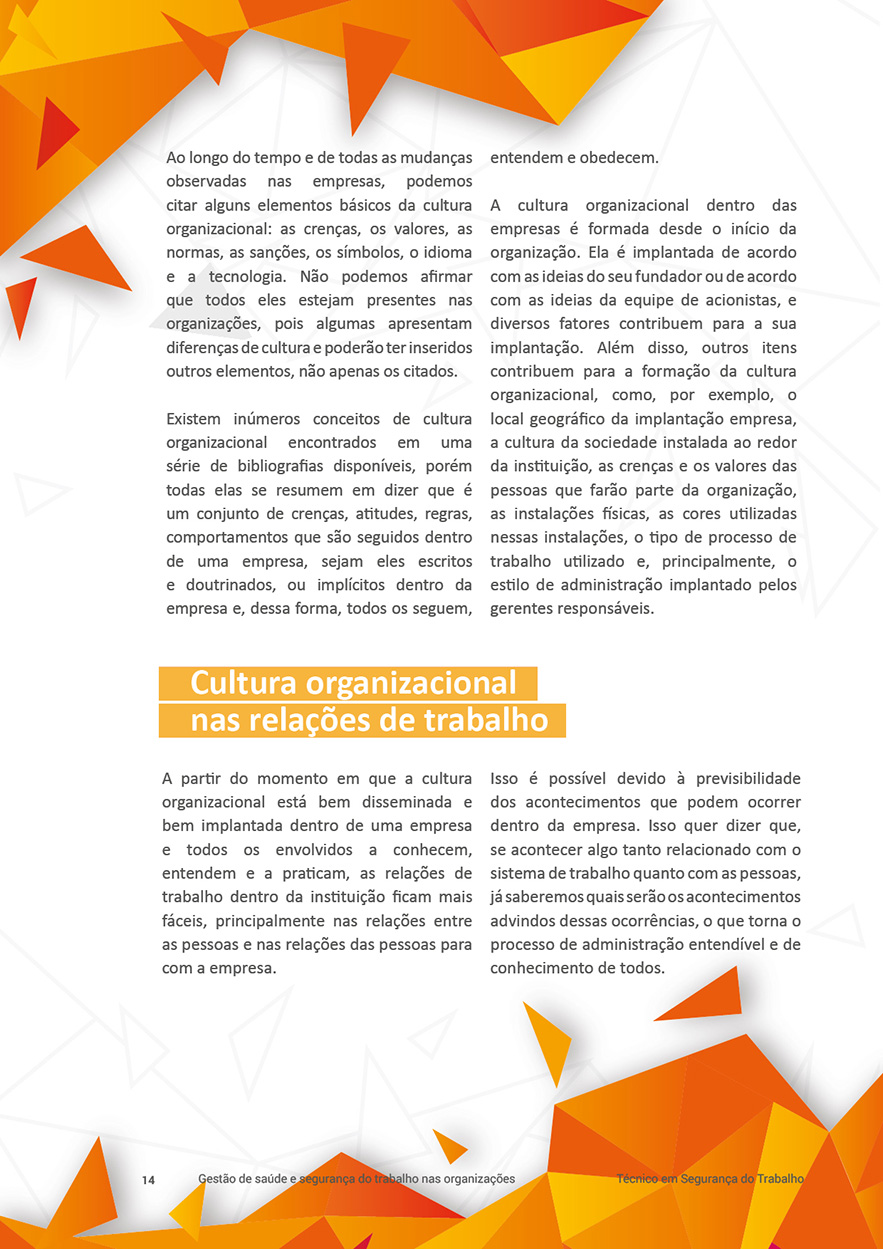 Ao longo do tempo e de todas as mudanças
observadas nas empresas, podemos
citar alguns elementos básicos da cultura
organizacional: as crenças, os valores, as
normas, as sanções, os símbolos, o idioma
e a tecnologia. Não podemos afirmar
que todos eles estejam presentes nas
organizações, pois algumas apresentam
diferenças de cultura e poderão ter inseridos
outros elementos, não apenas os citados.
Existem inúmeros conceitos de cultura
organizacional encontrados em uma
série de bibliografias disponíveis, porém
todas elas se resumem em dizer que é
um conjunto de crenças, atitudes, regras,
comportamentos que são seguidos dentro
de uma empresa, sejam eles escritos
e doutrinados, ou implícitos dentro da
empresa e, dessa forma, todos os seguem,
entendem e obedecem.
A cultura organizacional dentro das
empresas é formada desde o início da
organização. Ela é implantada de acordo
com as ideias do seu fundador ou de acordo
com as ideias da equipe de acionistas, e
diversos fatores contribuem para a sua
implantação. Além disso, outros itens
contribuem para a formação da cultura
organizacional, como, por exemplo, o
local geográfico da implantação empresa,
a cultura da sociedade instalada ao redor
da instituição, as crenças e os valores das
pessoas que farão parte da organização,
as instalações físicas, as cores utilizadas
nessas instalações, o tipo de processo de
trabalho utilizado e, principalmente, o
estilo de administração implantado pelos
gerentes responsáveis.
Cultura organizacional
nas relações de trabalho
A partir do momento em que a cultura
organizacional está bem disseminada e
bem implantada dentro de uma empresa
e todos os envolvidos a conhecem,
entendem e a praticam, as relações de
trabalho dentro da instituição ficam mais
fáceis, principalmente nas relações entre
as pessoas e nas relações das pessoas para
com a empresa.
Isso é possível devido à previsibilidade
dos acontecimentos que podem ocorrer
dentro da empresa. Isso quer dizer que,
se acontecer algo tanto relacionado com o
sistema de trabalho quanto com as pessoas,
já saberemos quais serão os acontecimentos
advindos dessas ocorrências, o que torna o
processo de administração entendível e de
conhecimento de todos.
14 Gestão de saúde e segurança do trabalho nas organizações Técnico em Segurança do Trabalho